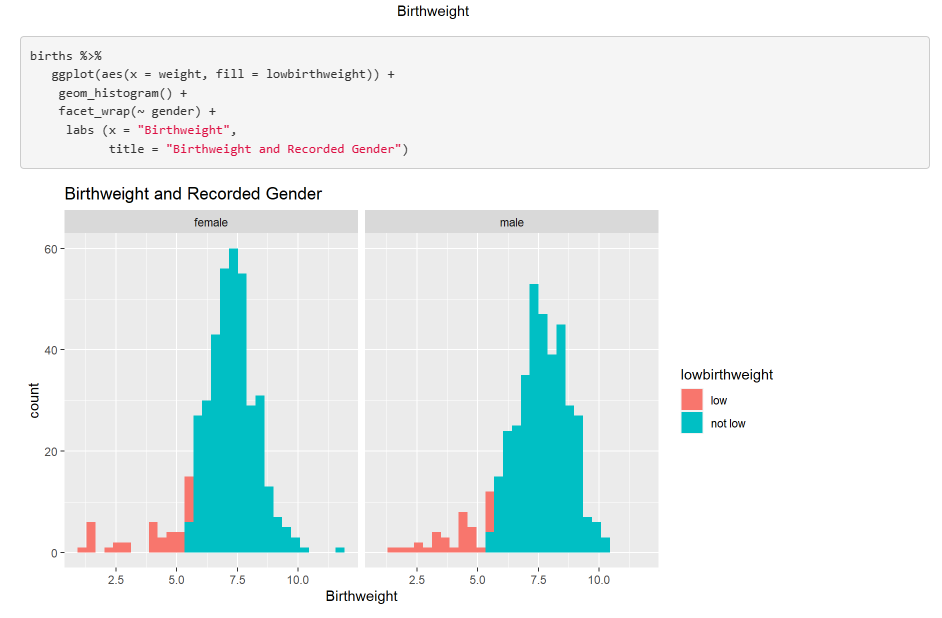 Birthweight
births %>%
ggplot(aes(x = weight, fill = lowbirthweight)) +
geom_histogram() +
facet_wrap(~ gender) +
labs (x = "Birthweight",
title = "Birthweight and Recorded Gender")
Birthweight and Recorded Gender
female
male
60
40
20
0
count
2.5
5.0
7.5
10.0
2.5
5.0
7.5
10.0
Birthweight
lowbirthweight
low
not low